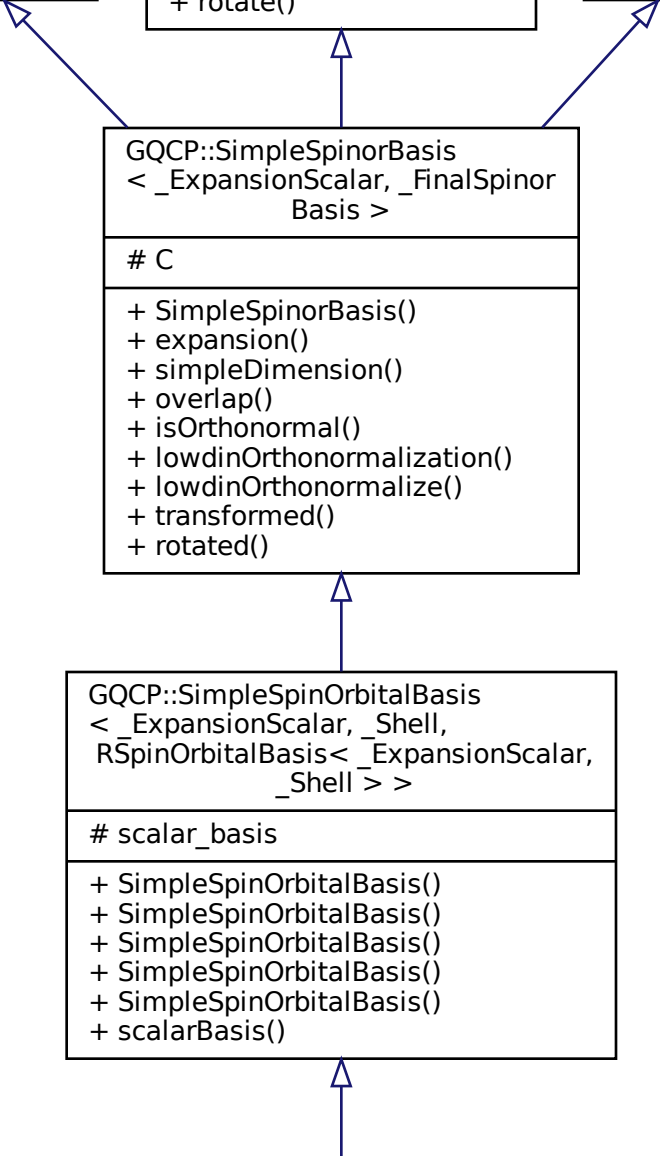 + rotate()
GQCP::SimpleSpinorBasis
< _ExpansionScalar, _FinalSpinor
Basis >
# C
+ SimpleSpinorBasis()
+ expansion()
+ simpleDimension()
+ overlap()
+ isOrthonormal()
+ lowdinOrthonormalization()
+ lowdinOrthonormalize()
+ transformed()
+ rotated()
GQCP::SimpleSpinOrbitalBasis
< _ExpansionScalar, _Shell,
RSpinOrbitalBasis< _ExpansionScalar,
_Shell > >
# scalar_basis
+ SimpleSpinOrbitalBasis()
+ SimpleSpinOrbitalBasis()
+ SimpleSpinOrbitalBasis()
+ SimpleSpinOrbitalBasis()
+ SimpleSpinOrbitalBasis()
+ scalarBasis()